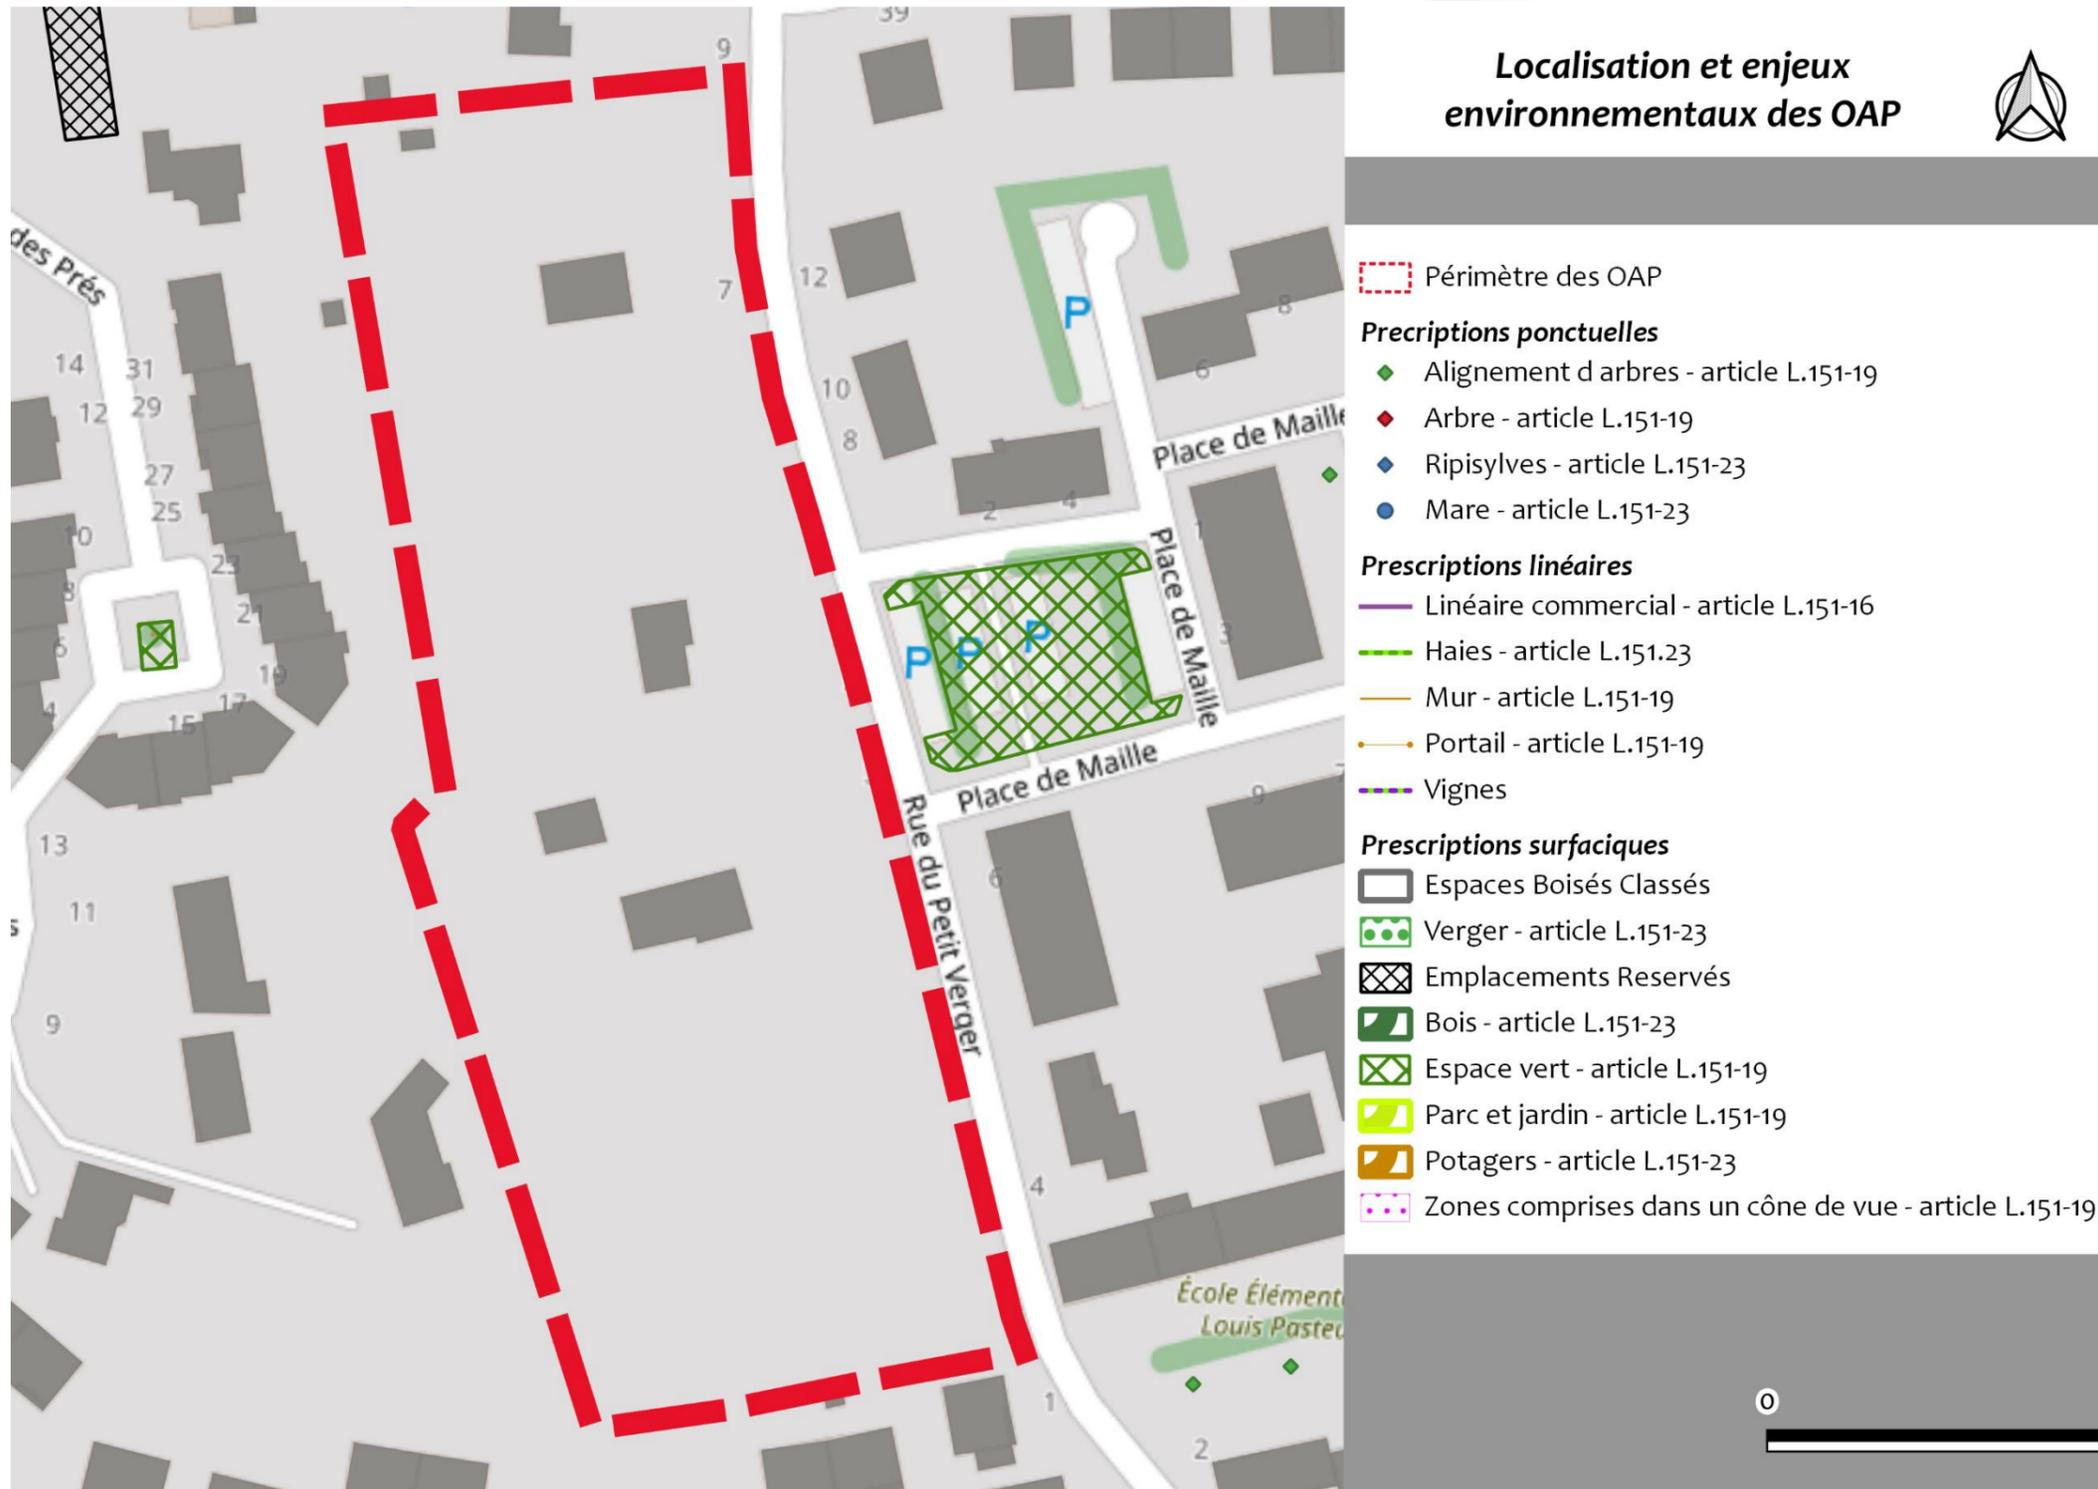 Localisation et enjeux
environnementaux des OAP
Périmètre des OAP
Precriptions ponctuelles
Alignement d arbres - article L.151-19
Arbre - article L.151-19
Ripisylves - article L.151-23
Mare - article L.151-23
Prescriptions linéaires
Linéaire commercial - article L.151-16
Haies - article L.151.23
Mur - article L.151-19
Portail - article L.151-19
Vignes
Prescriptions surfaciques
Espaces Boisés Classés
Verger - article L.151-23
Emplacements Reservés
Bois - article L.151-23
Espace vert - article L.151-19
Parc et jardin - article L.151-19
Potagers - article L.151-23
Zones comprises dans un cône de vue - article L.151-19
0
39
9
des Prés
7
12
P
8
14
31
6
10
12
29
8
Place de Maille
27
25
2
4
10
1
Place de Maille
23
8
21
6
P
P
P
3
19
4
17
15
Place de Maille
9
7
Rue du Petit Verger
13
6
11
s
9
4
École Élément
Louis Pasteu
1
2